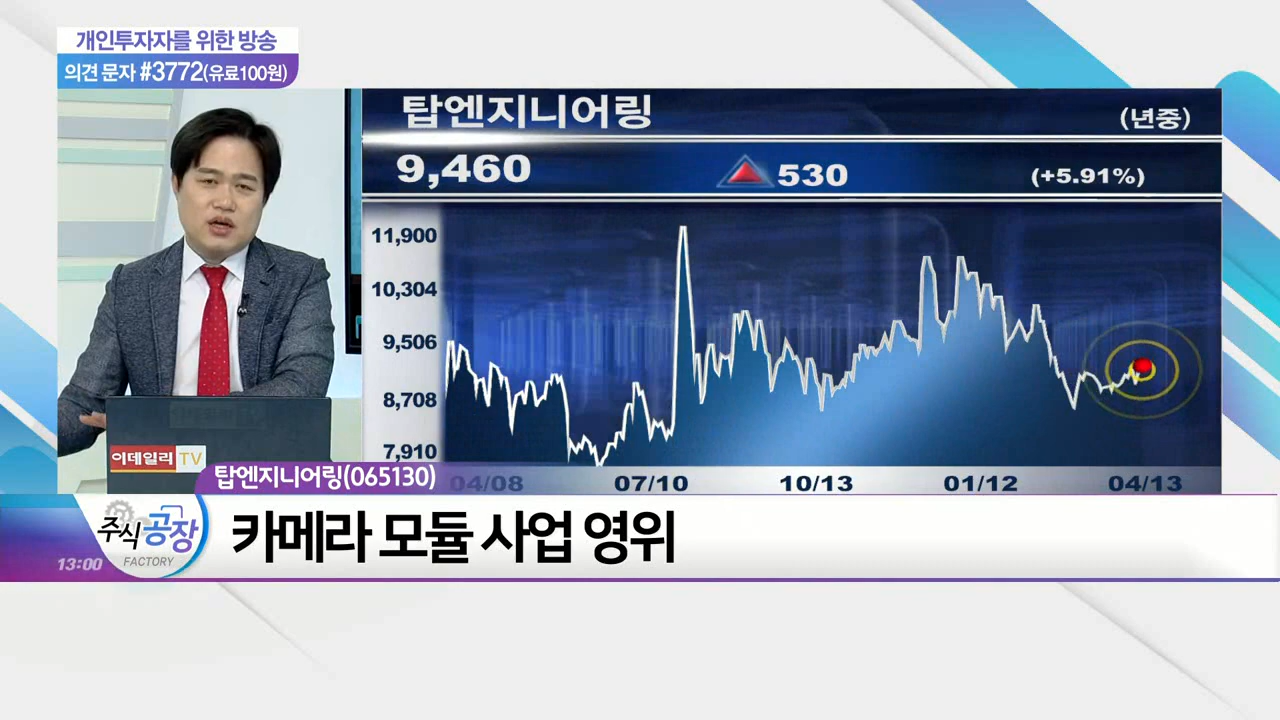 개인투자자를 위한 방송
의견 문자 #3772(유료100원)
탑엔지니어링
(년중)
9,460
530
(+5.91%)
11,900
10,304
9,506
8,708
7,910
04/08
07/10
10/13
01/12
04/13
이데일리TV
탑엔지니어링(065130)
주식공장
FACTORY
13:00
카메라 모듈 사업 영위